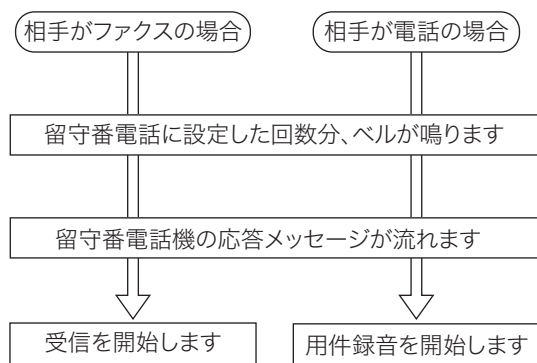 相手がファクスの場合
相手が電話の場合
留守番電話に設定した回数分、ベルが鳴ります
留守番電話機の応答メッセージが流れます
受信を開始します
用件録音を開始します